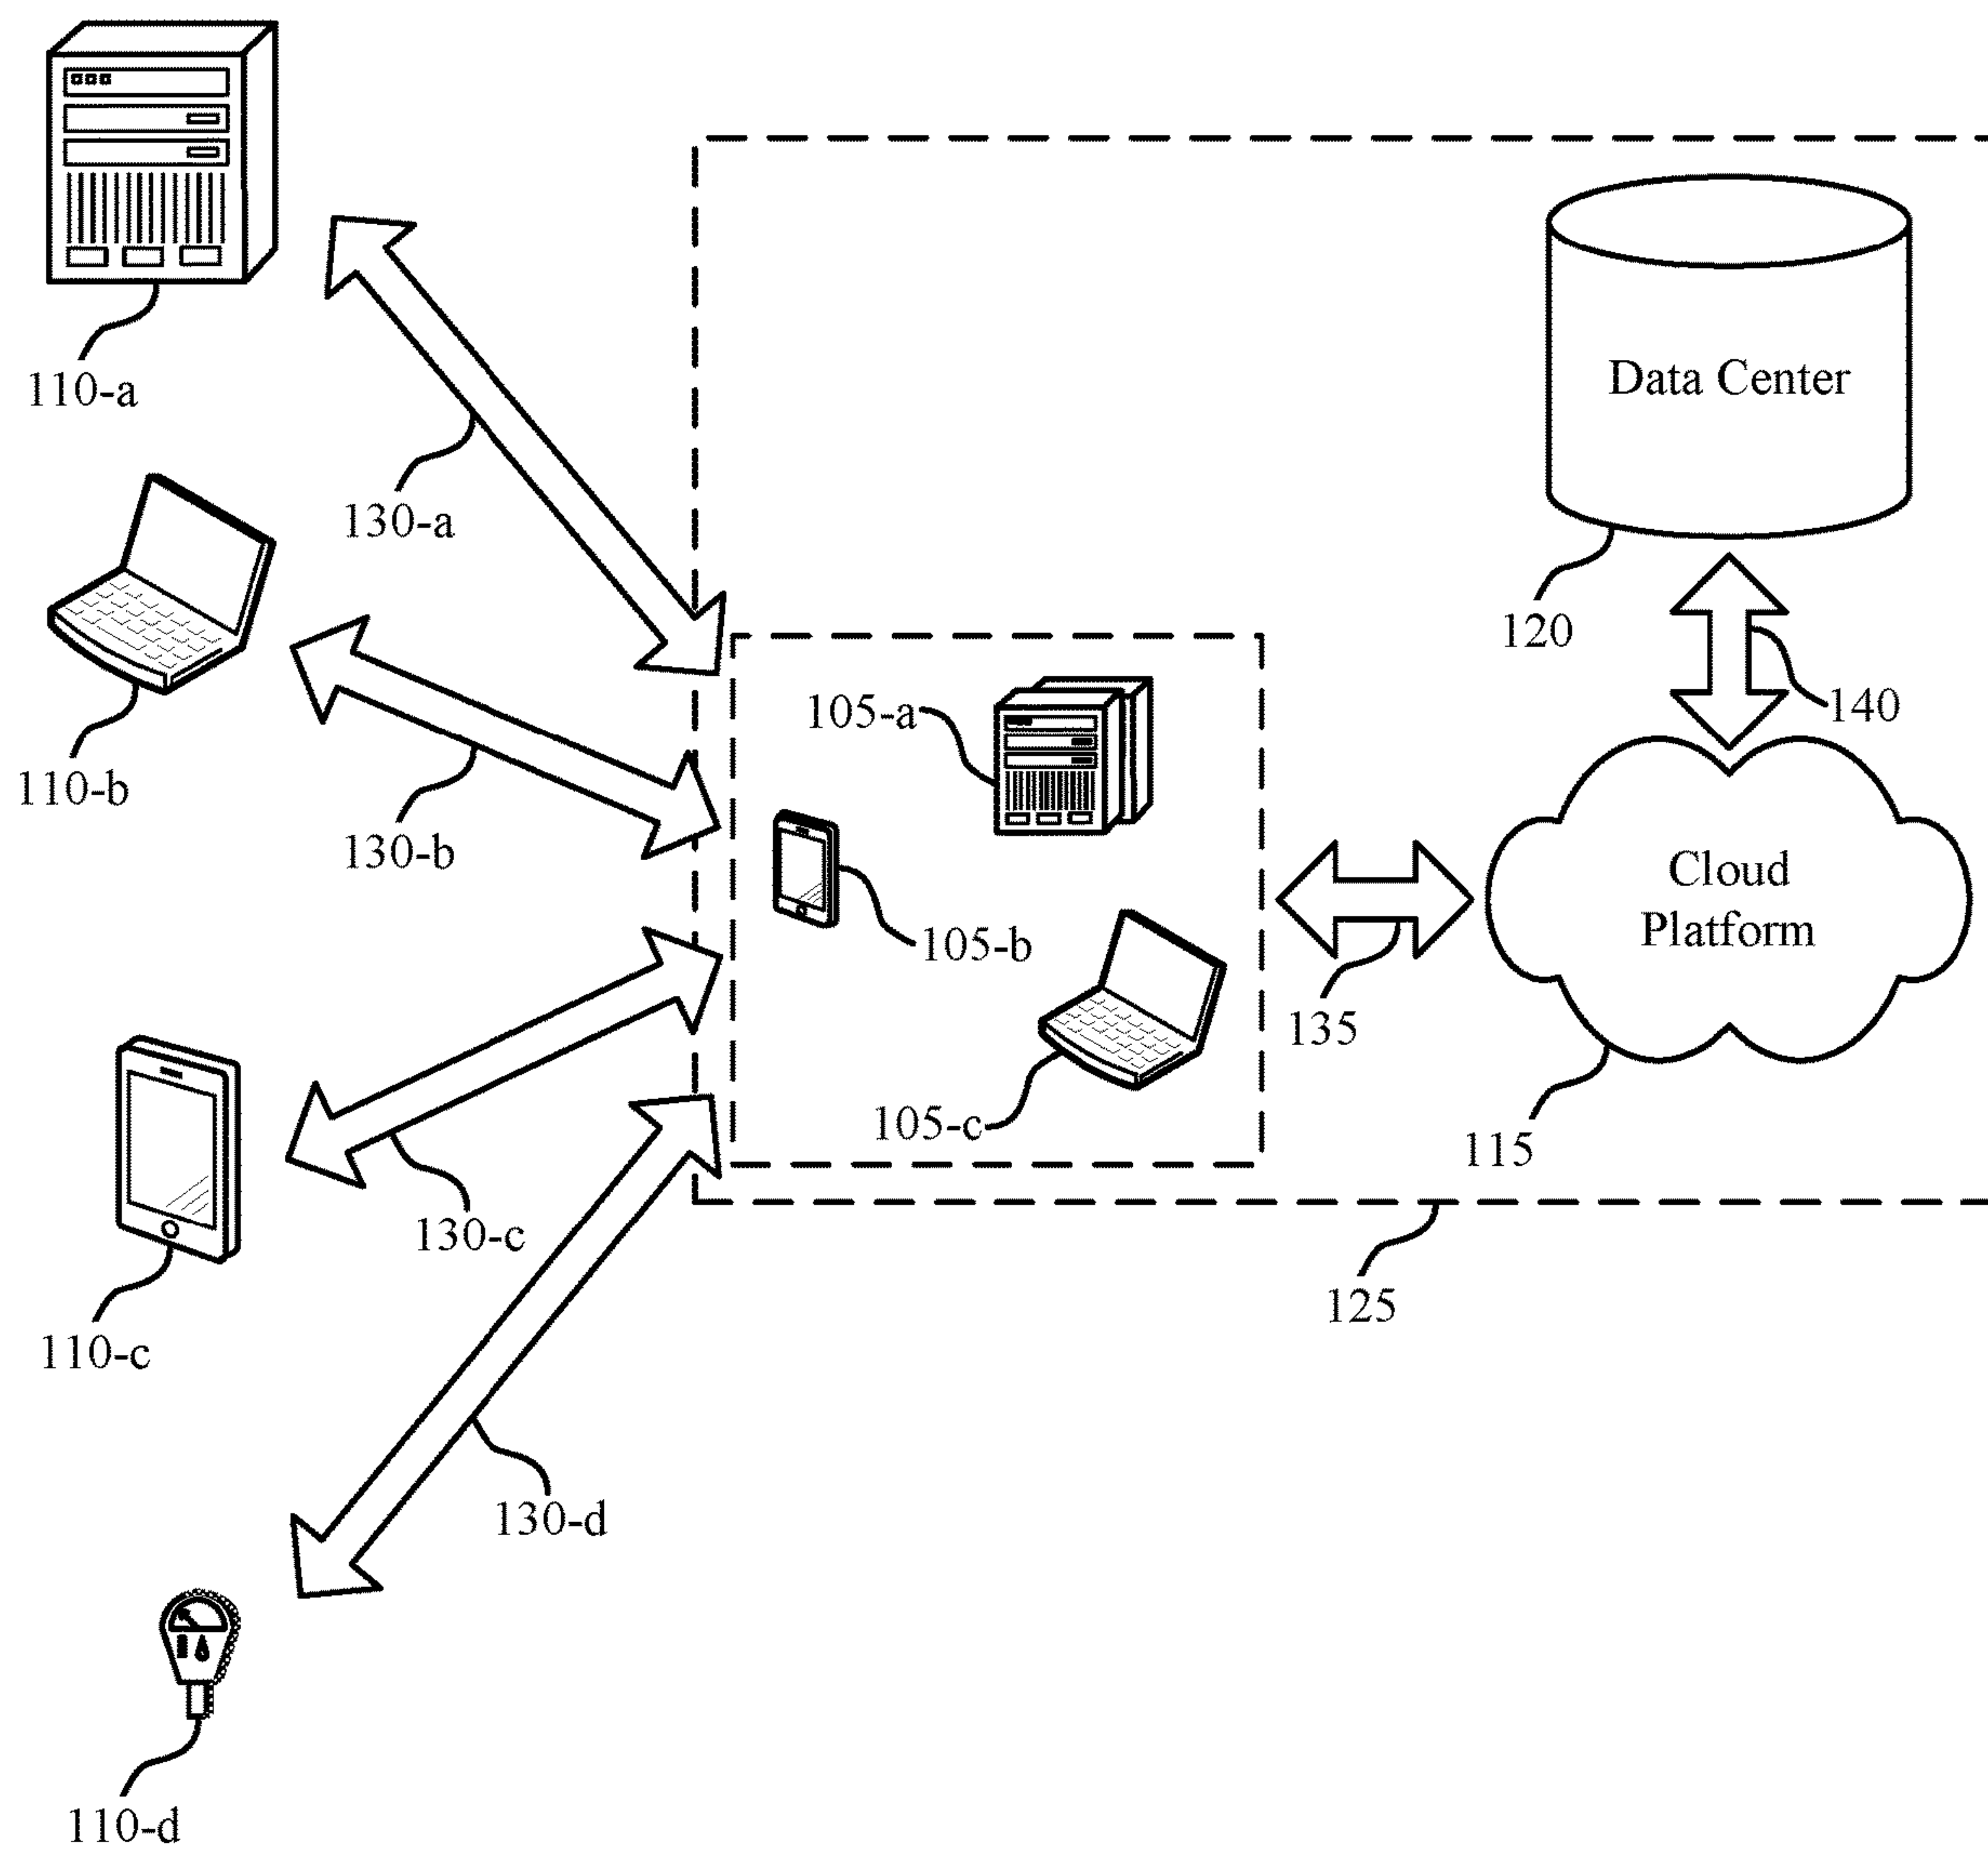 110-a
130-a
Data Center
120
110-b
130-b
105-a
140
Cloud
Platform
105-b
135
105-c
115
130-c
125
110-c
130-d
110-d